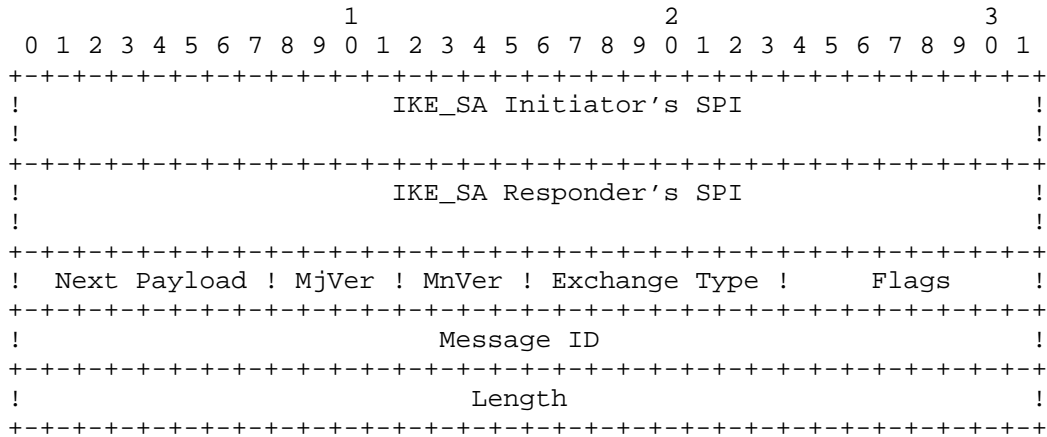 1                   2                   3
 0 1 2 3 4 5 6 7 8 9 0 1 2 3 4 5 6 7 8 9 0 1 2 3 4 5 6 7 8 9 0 1
+-+-+-+-+-+-+-+-+-+-+-+-+-+-+-+-+-+-+-+-+-+-+-+-+-+-+-+-+-+-+-+-+
!                       IKE_SA Initiator's SPI                  !
!                                                               !
+-+-+-+-+-+-+-+-+-+-+-+-+-+-+-+-+-+-+-+-+-+-+-+-+-+-+-+-+-+-+-+-+
!                       IKE_SA Responder's SPI                  !
!                                                               !
+-+-+-+-+-+-+-+-+-+-+-+-+-+-+-+-+-+-+-+-+-+-+-+-+-+-+-+-+-+-+-+-+
!  Next Payload ! MjVer ! MnVer ! Exchange Type !     Flags     !
+-+-+-+-+-+-+-+-+-+-+-+-+-+-+-+-+-+-+-+-+-+-+-+-+-+-+-+-+-+-+-+-+
!                          Message ID                           !
+-+-+-+-+-+-+-+-+-+-+-+-+-+-+-+-+-+-+-+-+-+-+-+-+-+-+-+-+-+-+-+-+
!                            Length                             !
+-+-+-+-+-+-+-+-+-+-+-+-+-+-+-+-+-+-+-+-+-+-+-+-+-+-+-+-+-+-+-+-+